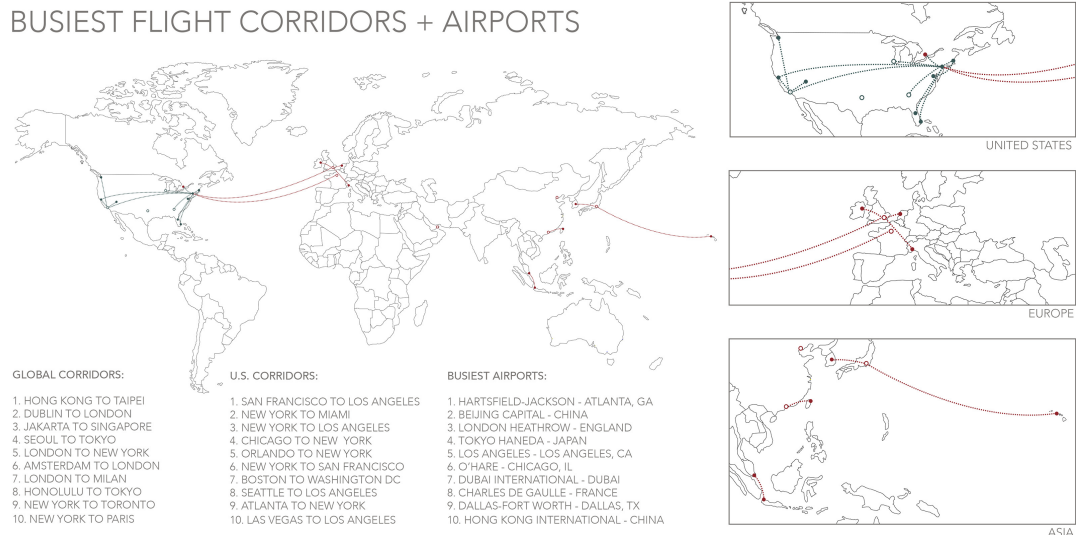 BUSIEST FLIGHT CORRIDORS + AIRPORTS
UNITED STATES
EUROPE
ASIA
GLOBAL CORRIDORS:
1. HONG KONG TO TAIPEI
2. DUBLIN TO LONDON
3. JAKARTA TO SINGAPORE
4. SEOUL TO TOKYO
5. LONDON TO NEW YORK
6. AMSTERDAM TO LONDON
7. LONDON TO MILAN
8. HONOLULU TO TOKYO
9. NEW YORK TO TORONTO
10. NEW YORK TO PARIS
U.S. CORRIDORS:
1. SAN FRANCISCO TO LOS ANGELES
2. NEW YORK TO MIAMI
3. NEW YORK TO LOS ANGELES
4. CHICAGO TO NEW YORK
5. ORLANDO TO NEW YORK
6. NEW YORK TO SAN FRANCISCO
7. BOSTON TO WASHINGTON DC
8. SEATTLE TO LOS ANGELES
9. ATLANTA TO NEW YORK
10. LAS VEGAS TO LOS ANGELES
BUSIEST AIRPORTS:
1. HARTSFIELD-JACKSON - ATLANTA, GA
2. BEIJING CAPITAL - CHINA
3. LONDON HEATHROW - ENGLAND
4. TOKYO HANEDA - JAPAN
5. LOS ANGELES - LOS ANGELES, CA
6. O'HARE - CHICAGO, IL
7. DUBAI INTERNATIONAL - DUBAI
8. CHARLES DE GAULLE - FRANCE
9. DALLAS-FORT WORTH - DALLAS, TX
10. HONG KONG INTERNATIONAL - CHINA